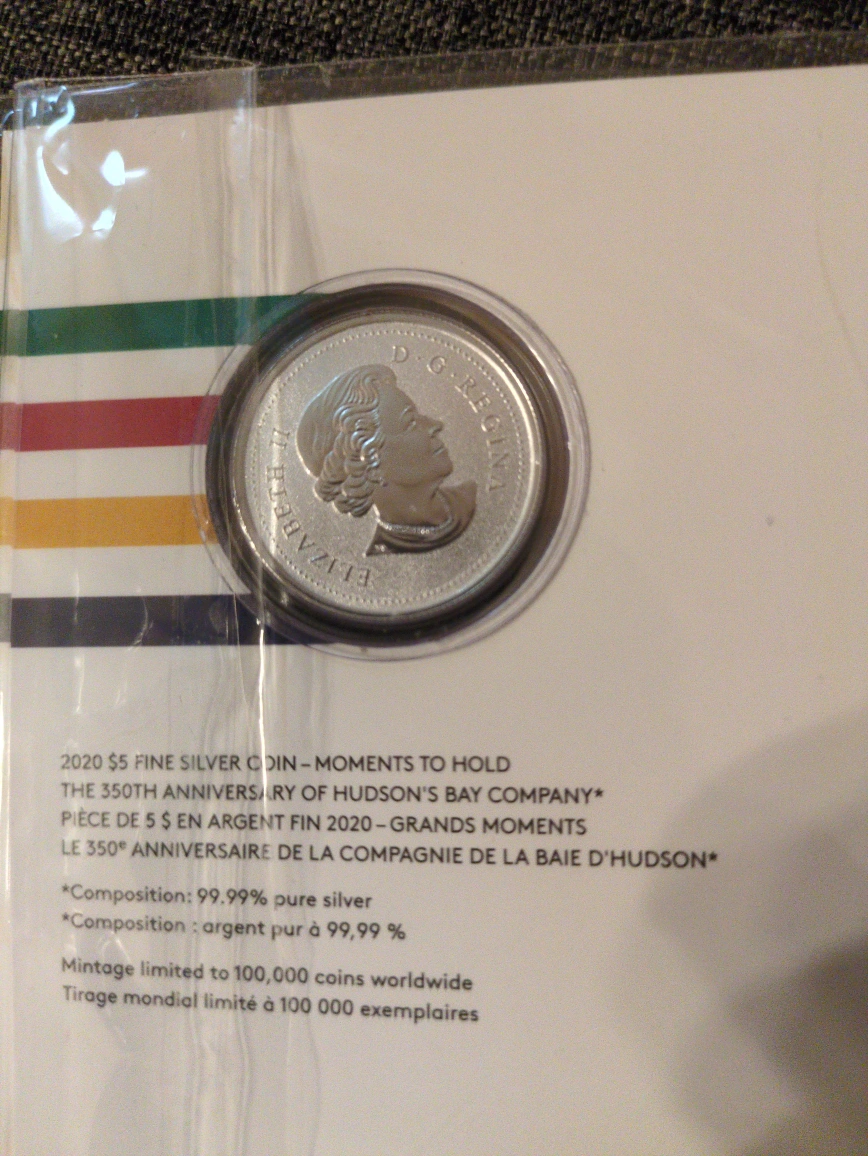 ELIZABETH II D·G·REGINA
2020 $5 FINE SILVER COIN – MOMENTS TO HOLD
THE 350TH ANNIVERSARY OF HUDSON'S BAY COMPANY*
PIÈCE DE 5 $ EN ARGENT FIN 2020 – GRANDS MOMENTS
LE 350e ANNIVERSAIRE DE LA COMPAGNIE DE LA BAIE D'HUDSON*
*Composition: 99.99% pure silver
*Composition : argent pur à 99,99 %
Mintage limited to 100,000 coins worldwide
Tirage mondial limité à 100 000 exemplaires